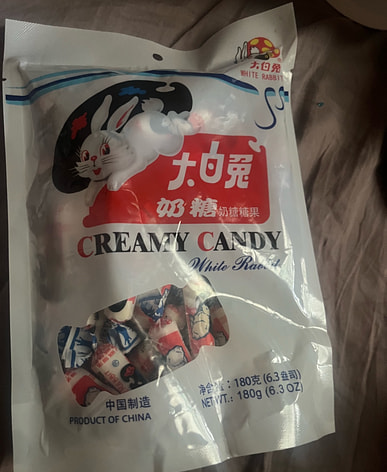 大白兔
WHITE RABBIT
大白兔
奶糖 奶糖糖果
CREAMY CANDY
White Rabbit
净含量：180克 (6.3盎司)
NET WT.: 180g (6.3 OZ)
中国制造
PRODUCT OF CHINA